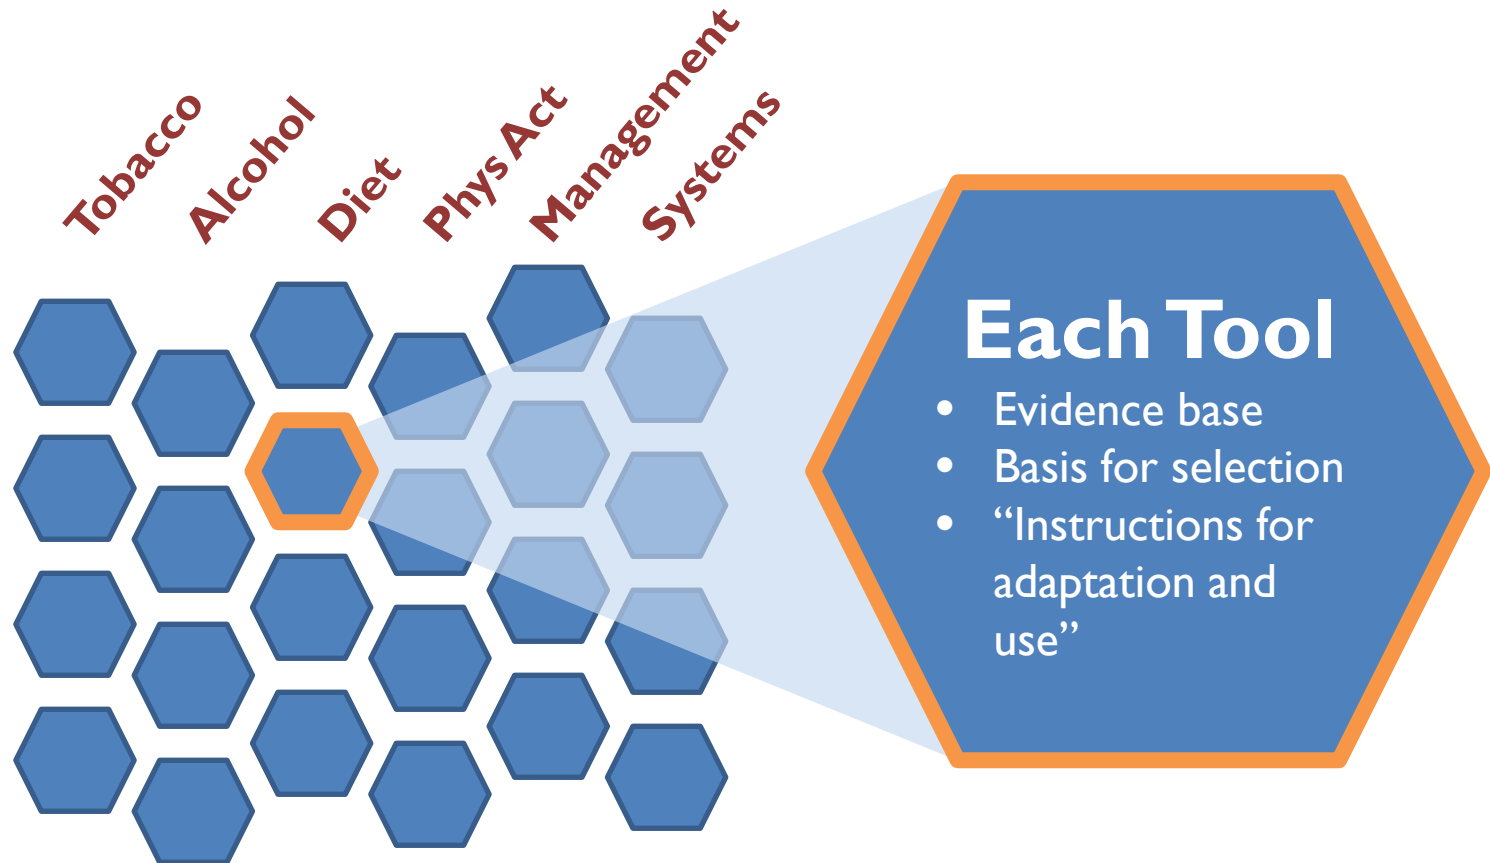 Tobacco
Alcohol
Diet
Phys Act
Management
Systems
Each Tool
• Evidence base
• Basis for selection
• “Instructions for
adaptation and
use”